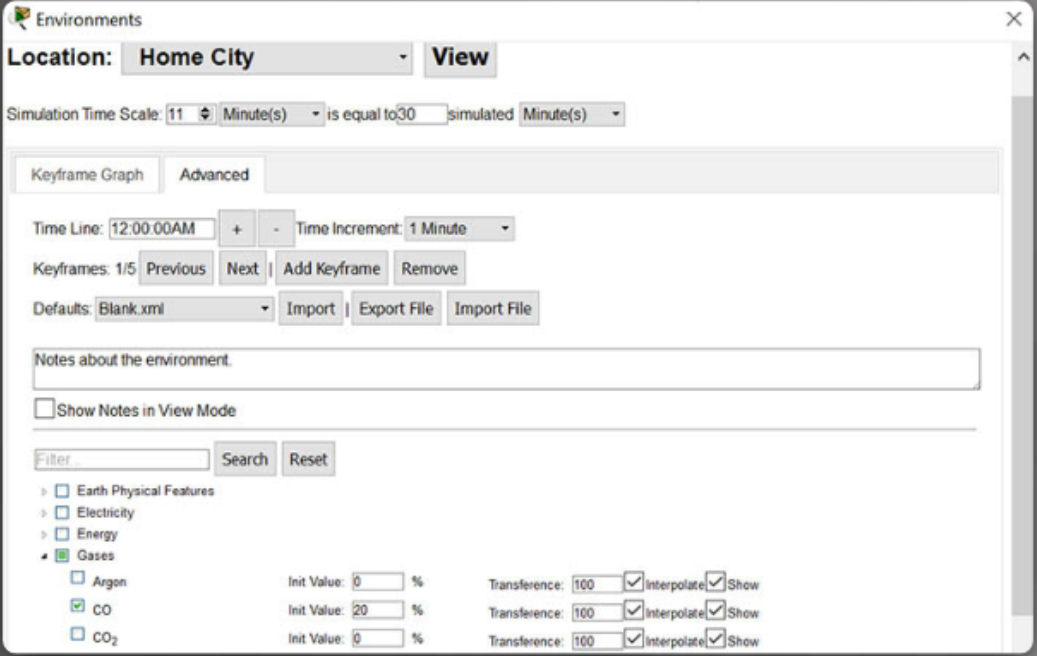 Environments
Location: Home City View
Simulation Time Scale: 11 Minute(s) is equal to30 simulated Minute(s)
Keyframe Graph Advanced
Time Line: 12:00:00AM + - Time Increment: 1 Minute
Keyframes: 1/5 Previous Next | Add Keyframe Remove
Defaults: Blank.xml Import | Export File Import File
Notes about the environment.
Show Notes in View Mode
Filter... Search Reset
Earth Physical Features
Electricity
Energy
Gases
Argon Init Value: 0 % Transference: 100 Interpolate Show
CO Init Value: 20 % Transference: 100 Interpolate Show
CO₂ Init Value: 0 % Transference: 100 Interpolate Show